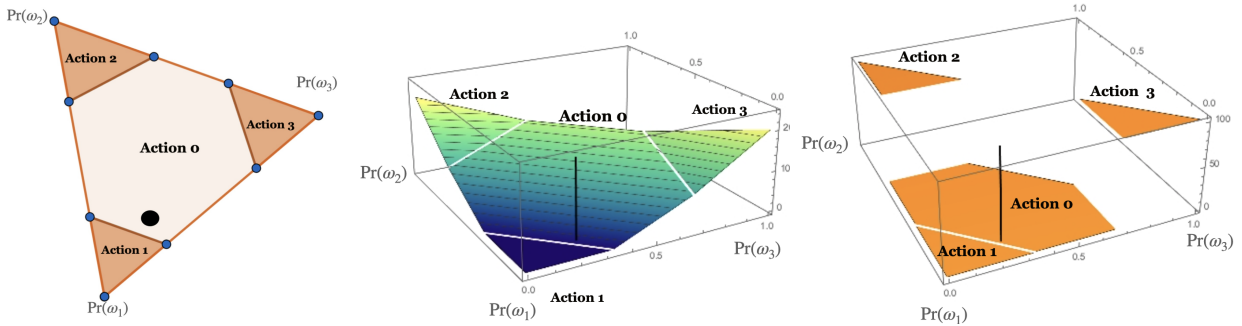 Pr(ω₂)
Action 2
Pr(ω₃)
Action 3
Action 0
Action 1
Pr(ω₁)
1.0
0.5
0.0
Action 2
Action 0
Action 3
20
10
0
Pr(ω₂)
1.0
Pr(ω₃)
0.5
0.0
Action 1
Pr(ω₁)
1.0
0.5
0.0
Action 2
Action 3
100
50
0
Pr(ω₂)
Action 0
1.0
Pr(ω₃)
Action 1
0.5
0.0
Pr(ω₁)